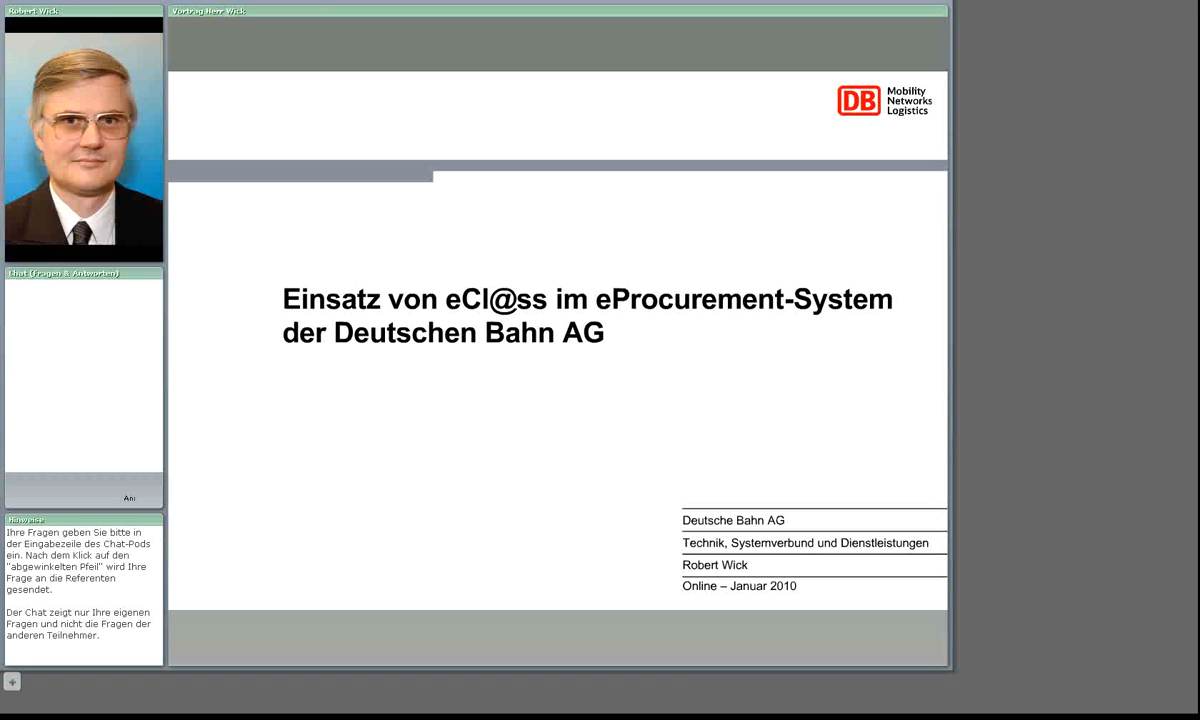 Robert Wick
Vortrag Herr Wick
DB
Mobility
Networks
Logistics
Einsatz von eCl@ss im eProcurement-System
der Deutschen Bahn AG
Deutsche Bahn AG
Technik, Systemverbund und Dienstleistungen
Robert Wick
Online – Januar 2010
Chat (Fragen & Antworten)
An:
Hinweise
Ihre Fragen geben Sie bitte in
der Eingabezeile des Chat-Pods
ein. Nach dem Klick auf den
"abgewinkelten Pfeil" wird Ihre
Frage an die Referenten
gesendet.
Der Chat zeigt nur Ihre eigenen
Fragen und nicht die Fragen der
anderen Teilnehmer.